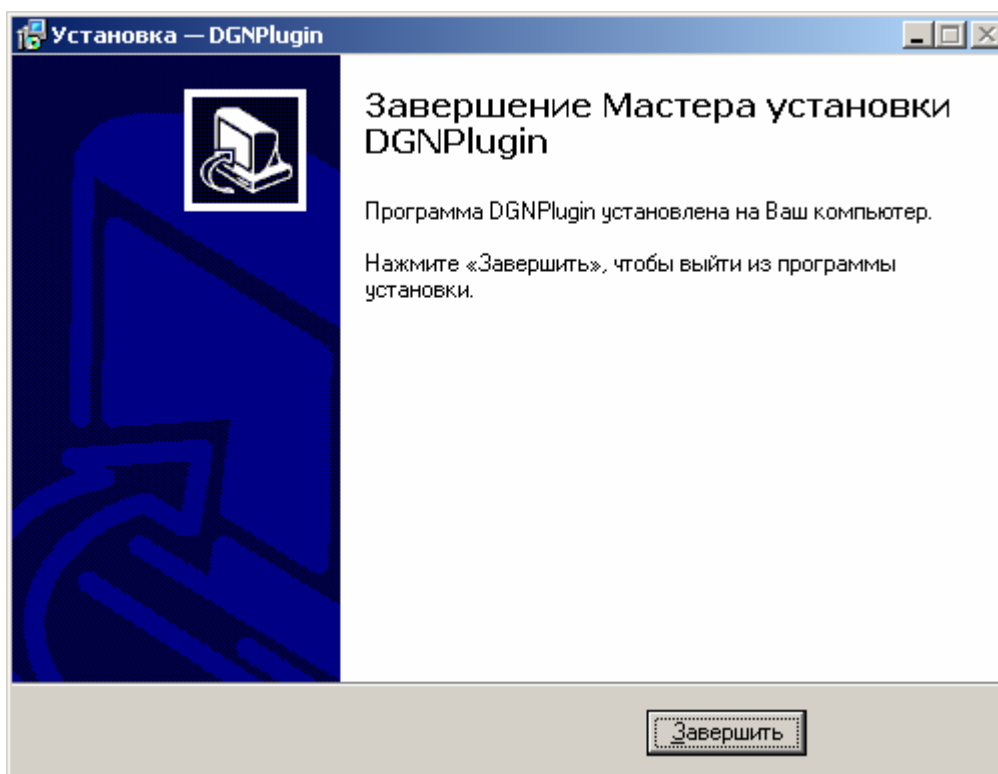 Установка — DGNPlugin
Завершение Мастера установки
DGNPlugin
Программа DGNPlugin установлена на Ваш компьютер.
Нажмите «Завершить», чтобы выйти из программы
установки.
Завершить